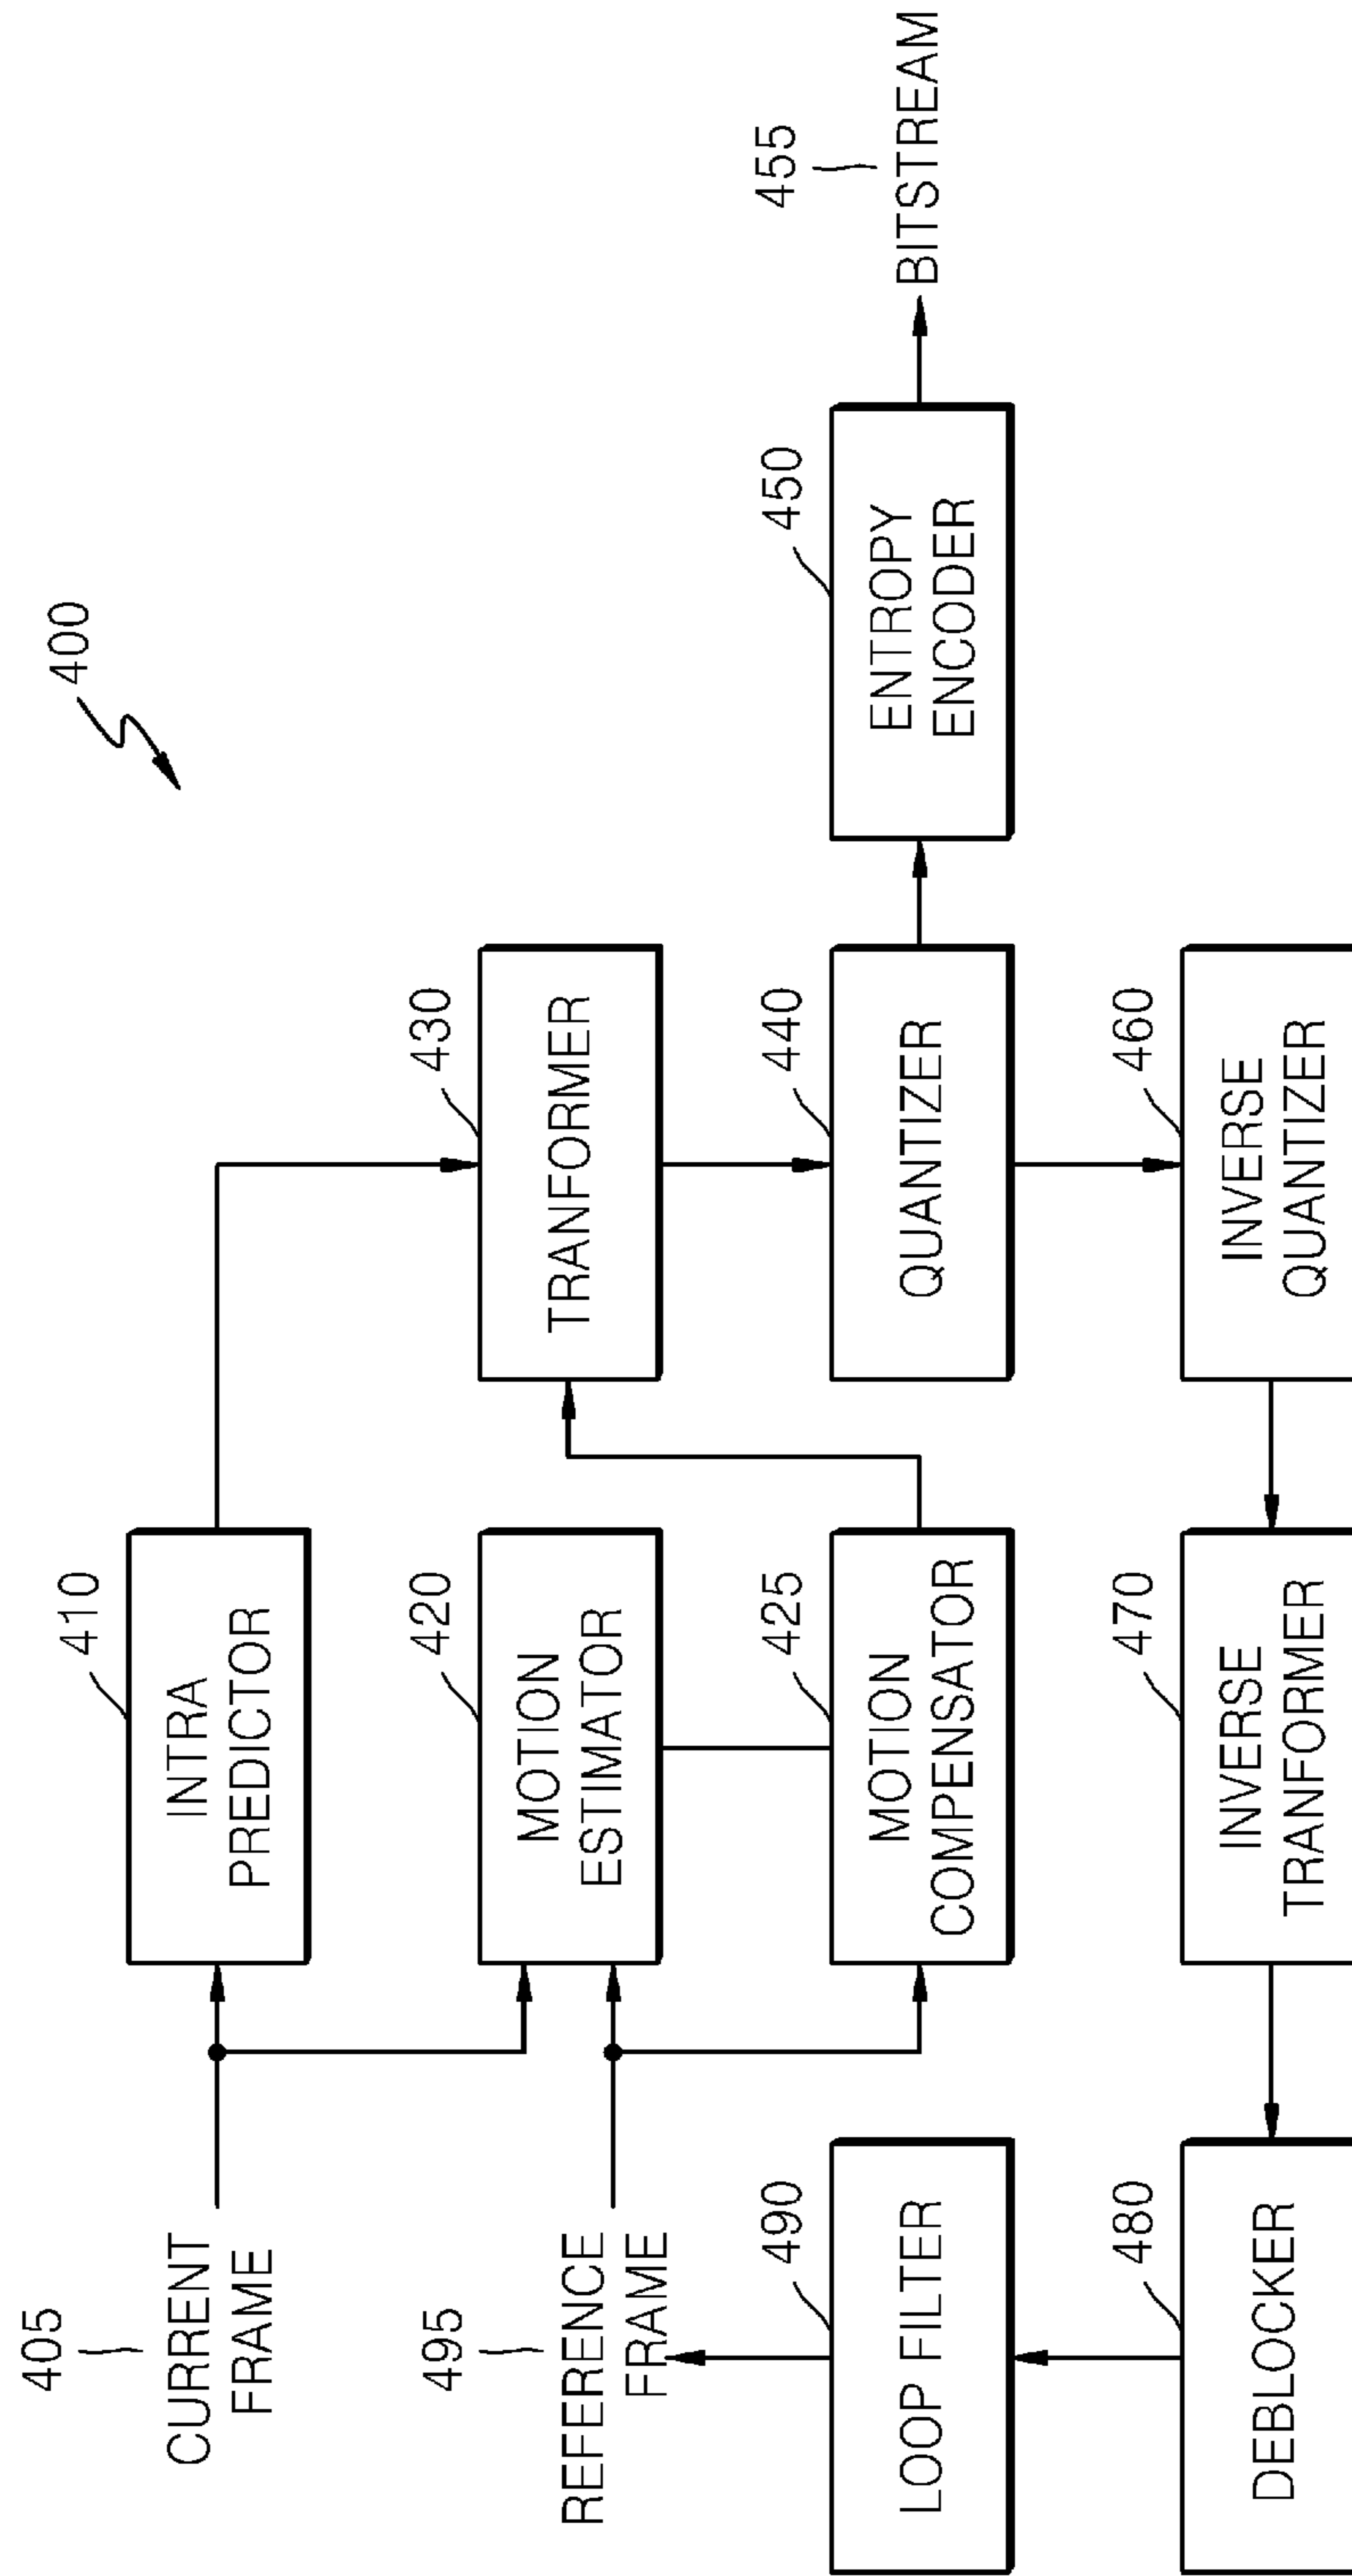 400
405
CURRENT
FRAME
410
INTRA
PREDICTOR
495
REFERENCE
FRAME
420
MOTION
ESTIMATOR
430
TRANFORMER
490
LOOP FILTER
425
MOTION
COMPENSATOR
440
QUANTIZER
450
ENTROPY
ENCODER
455
BITSTREAM
480
DEBLOCKER
470
INVERSE
TRANFORMER
460
INVERSE
QUANTIZER